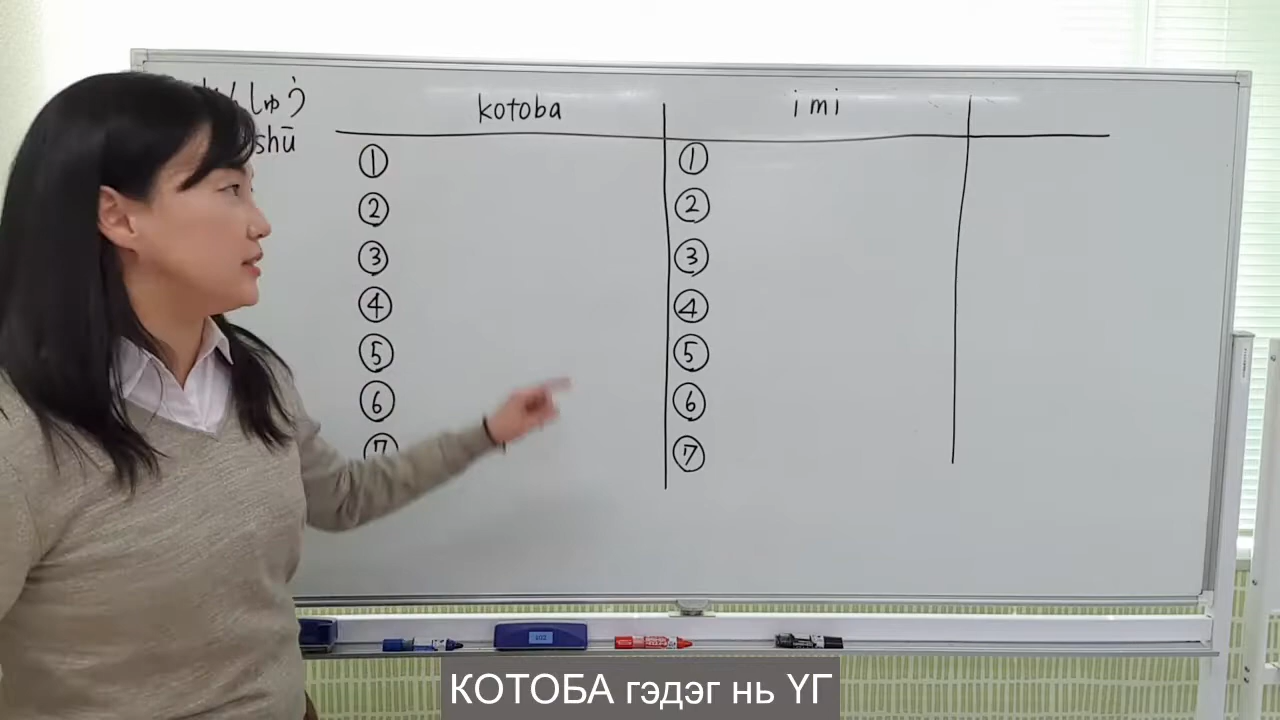 んしゅう
shū
kotoba imi
① ①
② ②
③ ③
④ ④
⑤ ⑤
⑥ ⑥
⑦ ⑦
КОТОБА гэдэг нь ҮГ